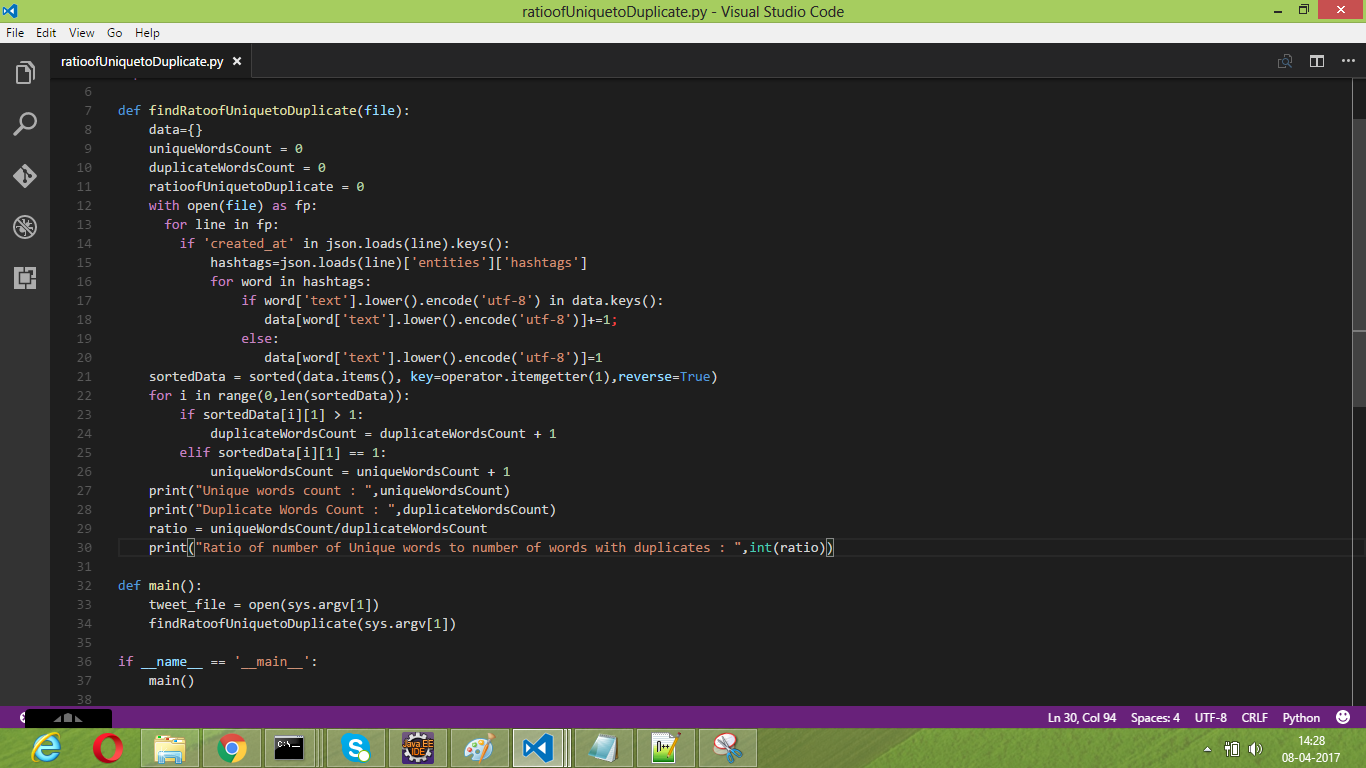 ratioofUniquetoDuplicate.py - Visual Studio Code
File Edit View Go Help
ratioofUniquetoDuplicate.py
6
7 def findRatoofUniquetoDuplicate(file):
8 data={}
9 uniqueWordsCount = 0
10 duplicateWordsCount = 0
11 ratioofUniquetoDuplicate = 0
12 with open(file) as fp:
13 for line in fp:
14 if 'created_at' in json.loads(line).keys():
15 hashtags=json.loads(line)['entities']['hashtags']
16 for word in hashtags:
17 if word['text'].lower().encode('utf-8') in data.keys():
18 data[word['text'].lower().encode('utf-8')]+=1;
19 else:
20 data[word['text'].lower().encode('utf-8')]=1
21 sortedData = sorted(data.items(), key=operator.itemgetter(1),reverse=True)
22 for i in range(0,len(sortedData)):
23 if sortedData[i][1] > 1:
24 duplicateWordsCount = duplicateWordsCount + 1
25 elif sortedData[i][1] == 1:
26 uniqueWordsCount = uniqueWordsCount + 1
27 print("Unique words count : ",uniqueWordsCount)
28 print("Duplicate Words Count : ",duplicateWordsCount)
29 ratio = uniqueWordsCount/duplicateWordsCount
30 print("Ratio of number of Unique words to number of words with duplicates : ",int(ratio))
31
32 def main():
33 tweet_file = open(sys.argv[1])
34 findRatoofUniquetoDuplicate(sys.argv[1])
35
36 if __name__ == '__main__':
37 main()
38
Ln 30, Col 94 Spaces: 4 UTF-8 CRLF Python
Java EE
IDE
14:28
08-04-2017